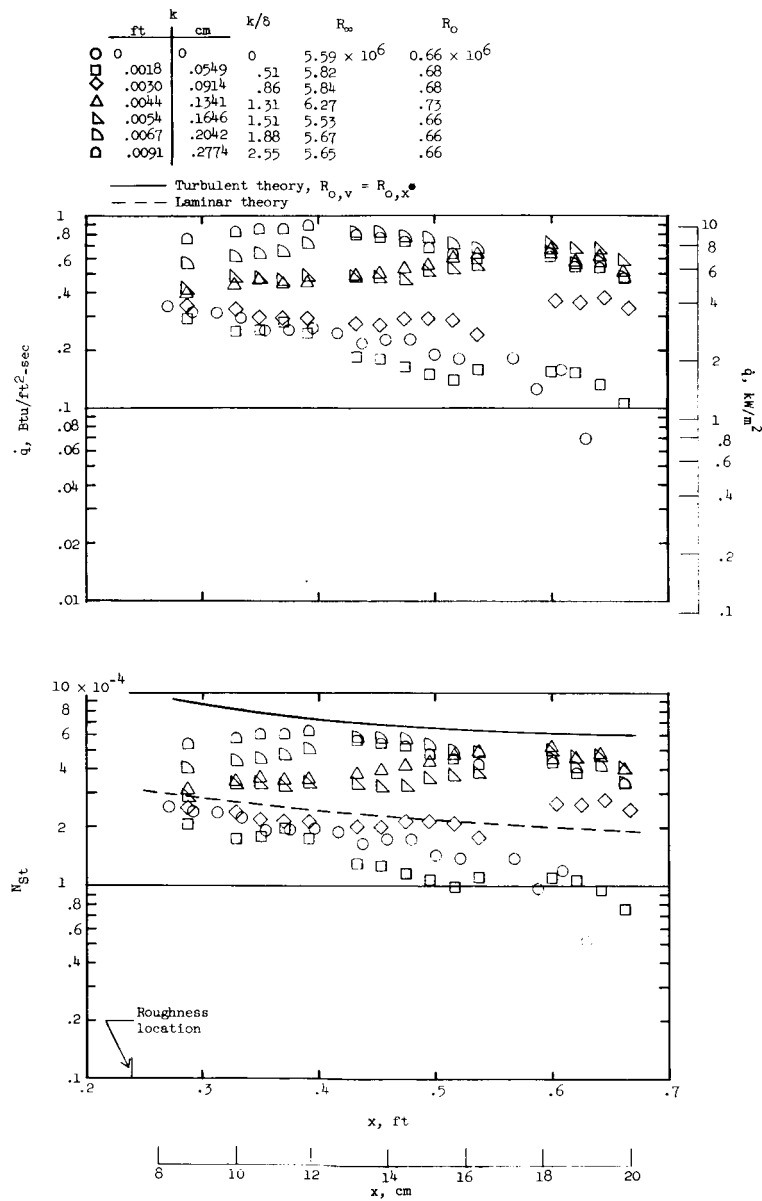 k
ft cm k/δ R∞ R₀
0 0 0 5.59 × 10⁶ 0.66 × 10⁶
.0018 .0549 .51 5.82 .68
.0030 .0914 .86 5.84 .68
.0044 .1341 1.31 6.27 .73
.0054 .1646 1.51 5.53 .66
.0067 .2042 1.88 5.67 .66
.0091 .2774 2.55 5.65 .66
Turbulent theory, R₀,ᵥ = R₀,ₓ•
Laminar theory
1
.8
.6
.4
.2
.1
.08
.06
.04
.02
.01
q̇, Btu/ft²-sec
10
8
6
4
2
1
.8
.6
.4
.2
.1
q̇, kW/m²
10 × 10⁻⁴
8
6
4
2
1
.8
.6
.4
.2
.1
N_St
Roughness
location
.2 .3 .4 .5 .6 .7
x, ft
8 10 12 14 16 18 20
x, cm